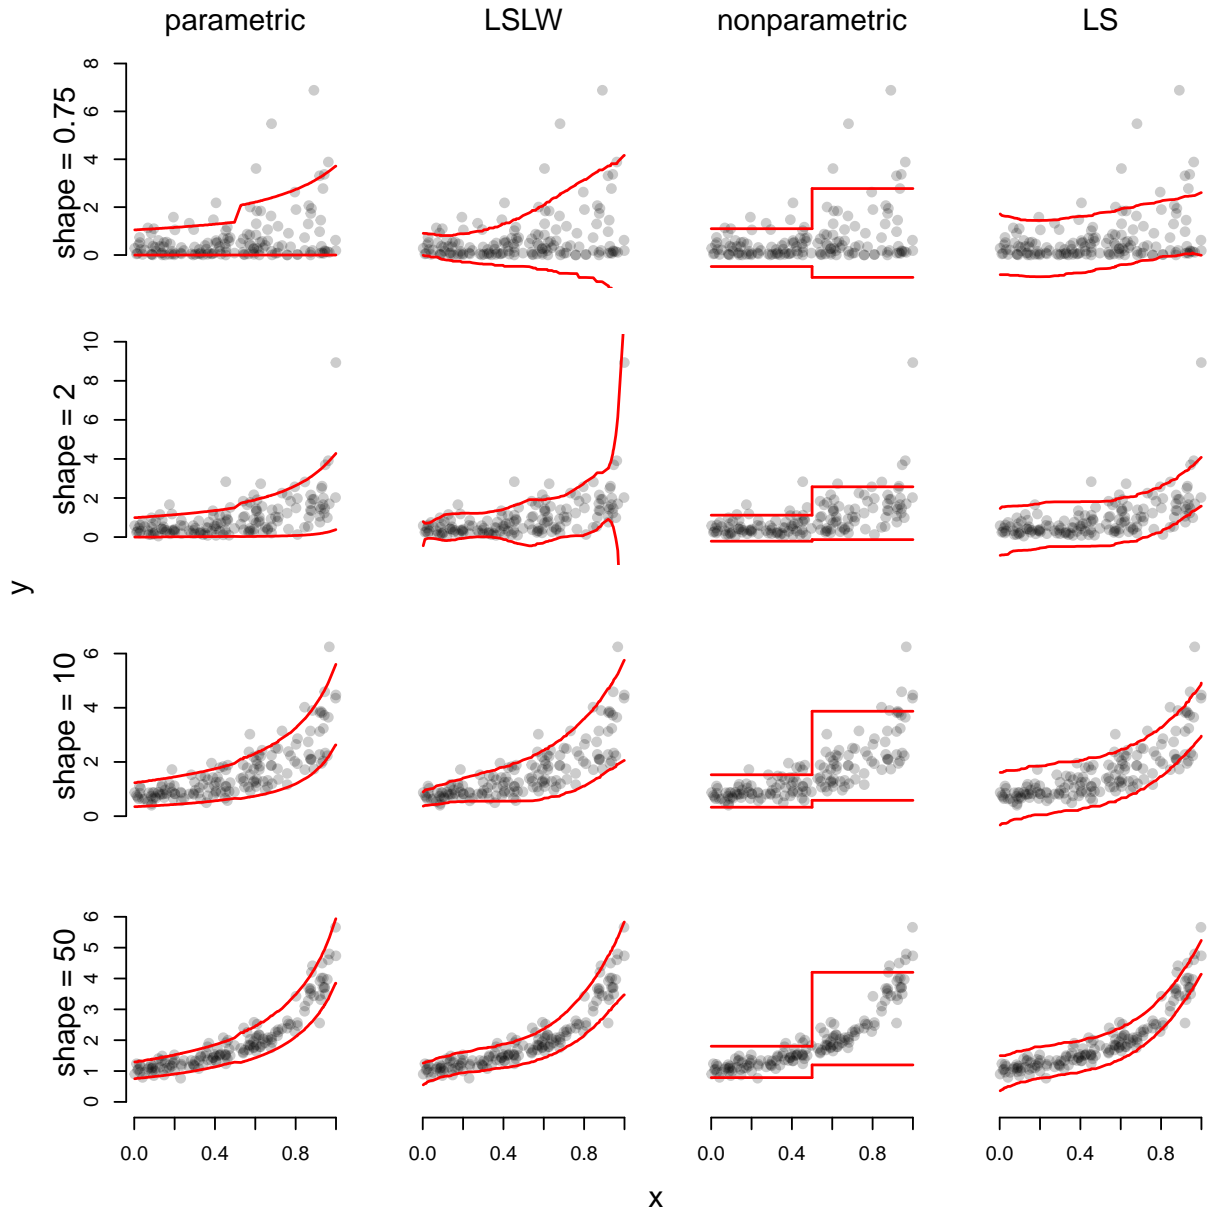 parametric LSLW nonparametric LS
shape = 0.75
0 2 4 6 8
shape = 2
0 2 4 6 8 10
y
shape = 10
0 2 4 6
shape = 50
0 1 2 3 4 5 6
0.0 0.4 0.8 0.0 0.4 0.8 0.0 0.4 0.8 0.0 0.4 0.8
x